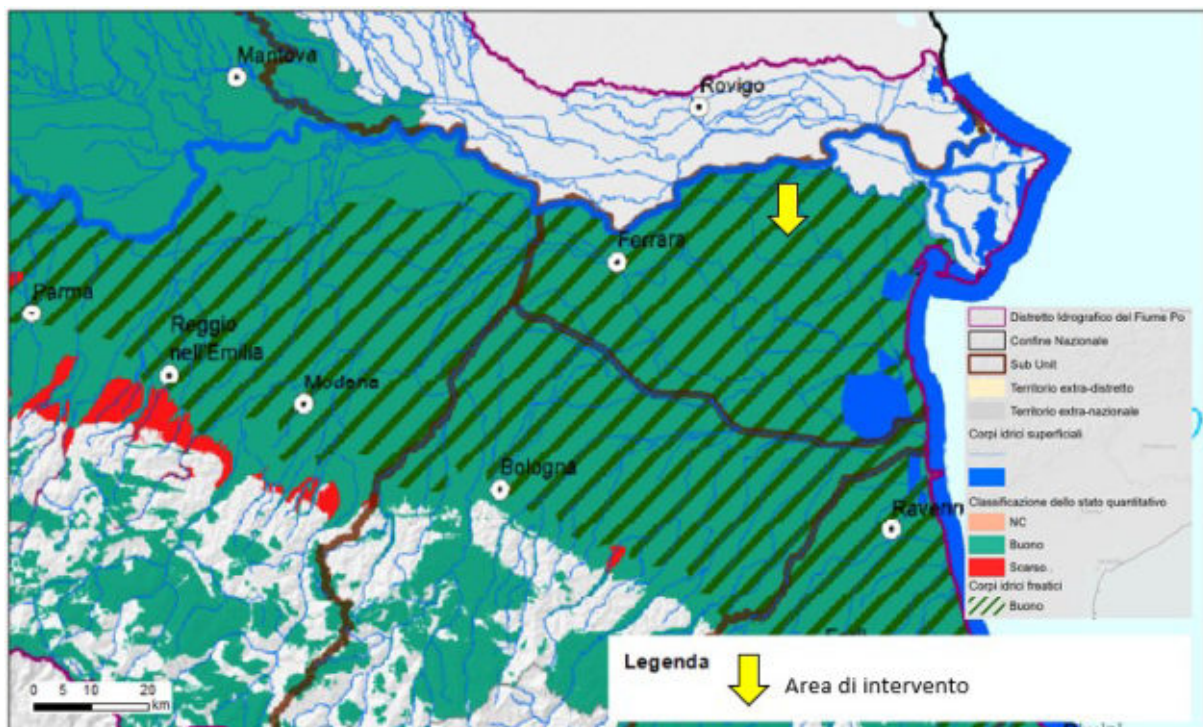 Mantova
Rovigo
Ferrara
Parma
Reggio
nell'Emilia
Modena
Bologna
Ravenn
Distretto Idrografico del Fiume Po
Confine Nazionale
Sub Unit
Territorio extra-distretto
Territorio extra-nazionale
Corpi idrici superficiali
Classificazione dello stato quantitativo
NC
Buono
Scarso
Corpi idrici freatici
Buono
Legenda
Area di intervento
0 5 10 20
km